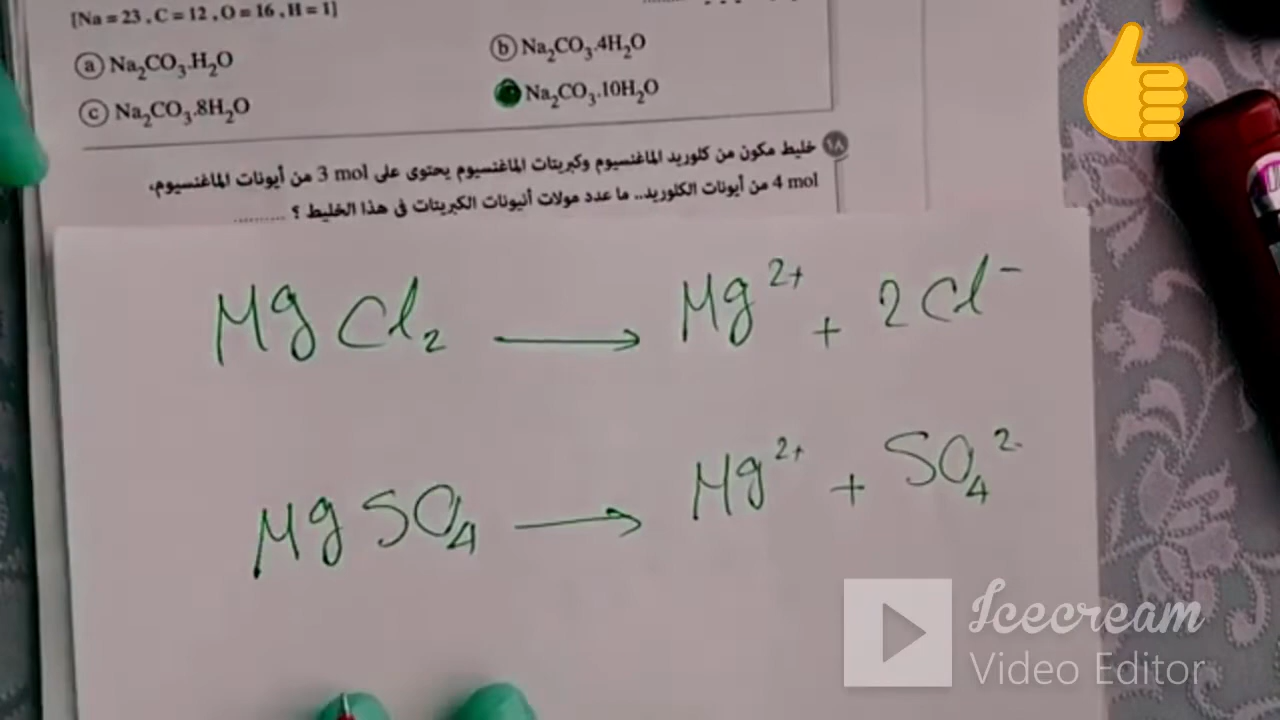 [Na = 23 , C = 12 , O = 16 , H = 1]
ⓐ Na₂CO₃.H₂O
ⓑ Na₂CO₃.4H₂O
ⓒ Na₂CO₃.8H₂O
Na₂CO₃.10H₂O
١٨ خليط مكون من كلوريد الماغنسيوم وكبريتات الماغنسيوم يحتوى على 3 mol من أيونات الماغنسيوم،
4 mol من أيونات الكلوريد.. ما عدد مولات أنيونات الكبريتات فى هذا الخليط ؟ ..........
MgCl₂ ⟶ Mg²⁺ + 2Cl⁻
MgSO₄ ⟶ Mg²⁺ + SO₄²⁻
Icecream
Video Editor